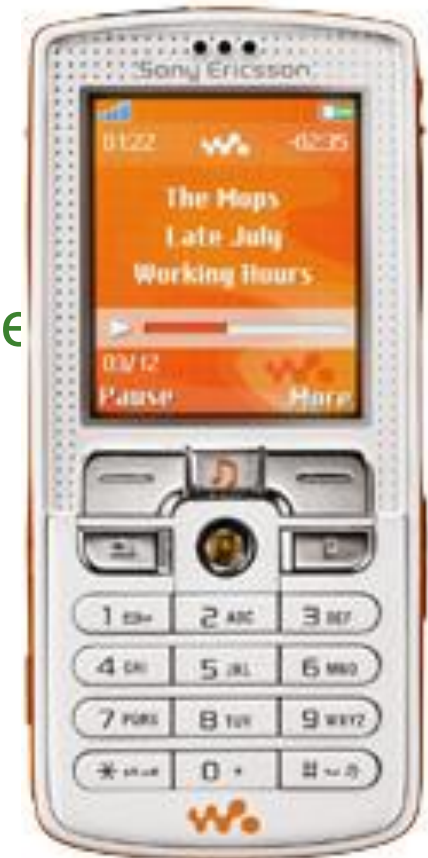 Sony Ericsson
01:22 -02:35
The Mops
Late July
Working Hours
03/12
Pause More
1
2 ABC 3 DEF
4 GHI 5 JKL 6 MNO
7 PQRS 8 TUV 9 WXYZ
* 0 + #